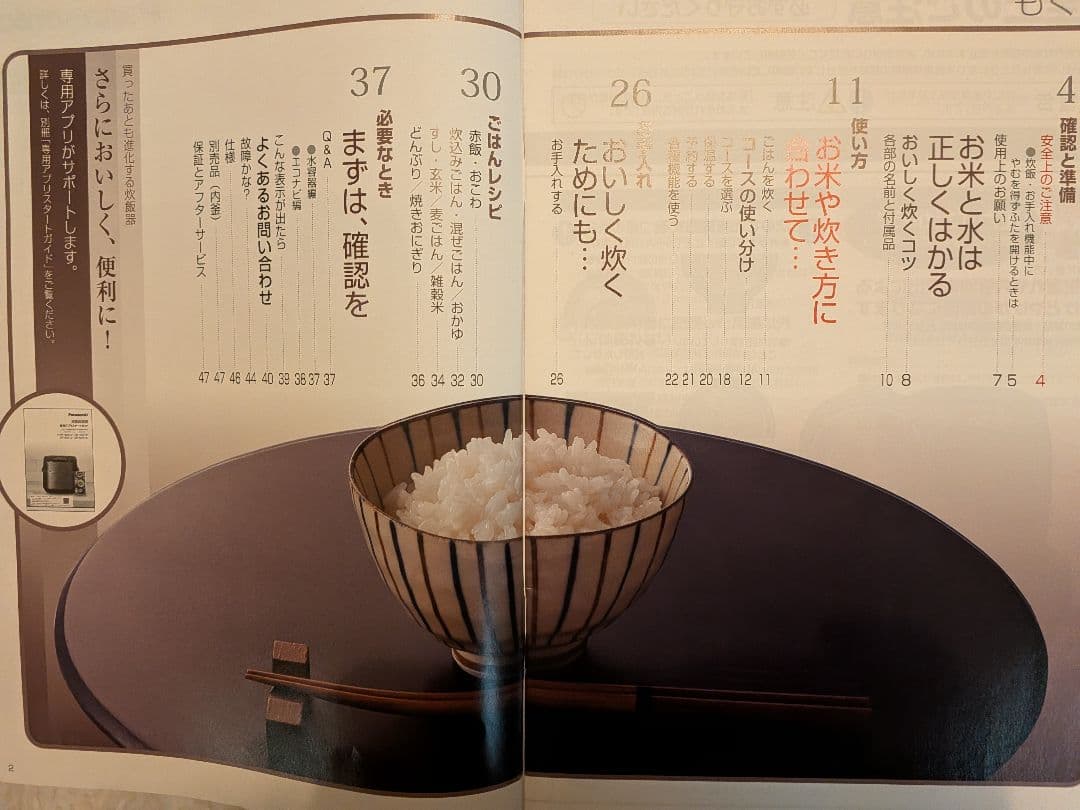 もく
4
確認と準備
安全上のご注意
4
●炊飯・お手入れ機能中に
やむを得ずふたを開けるときは
5
使用上のお願い
7
お米と水は
正しくはかる
おいしく炊くコツ
8
各部の名前と付属品
10
11
使い方
お米や炊き方に
合わせて…
ごはんを炊く
11
コースの使い分け
12
コースを選ぶ
18
保温する
20
予約する
21
音声機能を使う
22
26
お手入れ
おいしく炊く
ためにも…
お手入れする
26
30
ごはんレシピ
赤飯・おこわ
30
炊込みごはん・混ぜごはん/おかゆ
32
すし・玄米/麦ごはん/雑穀米
34
どんぶり/焼きおにぎり
36
37
必要なとき
まずは、確認を
Q&A
37
●水容器編
37
●エコナビ編
38
こんな表示が出たら
39
よくあるお問い合わせ
40
故障かな?
44
仕様
46
別売品(内釜)
47
保証とアフターサービス
47
買ったあとも進化する炊飯器
さらにおいしく、便利に!
専用アプリがサポートします。
詳しくは、別冊「専用アプリスタートガイド」をご覧ください。
Panasonic
2